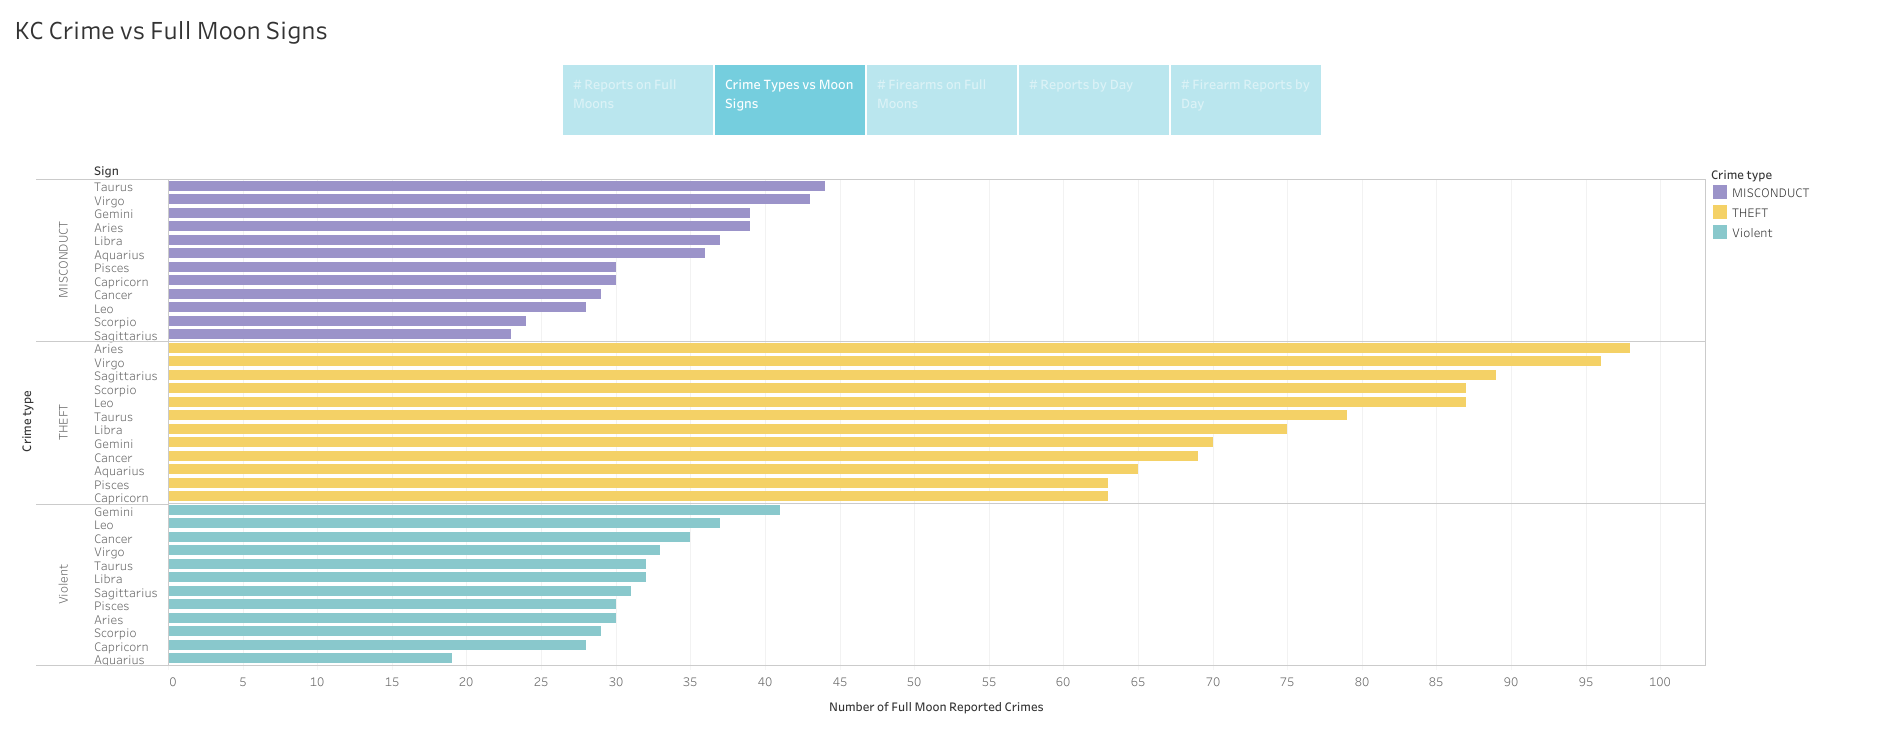 KC Crime vs Full Moon Signs
# Reports on Full
Moons
Crime Types vs Moon
Signs
# Firearms on Full
Moons
# Reports by Day
# Firearm Reports by
Day
Sign
Crime type
MISCONDUCT
Taurus
Virgo
Gemini
Aries
Libra
Aquarius
Pisces
Capricorn
Cancer
Leo
Scorpio
Sagittarius
THEFT
Aries
Virgo
Sagittarius
Scorpio
Leo
Taurus
Libra
Gemini
Cancer
Aquarius
Pisces
Capricorn
Violent
Gemini
Leo
Cancer
Virgo
Taurus
Libra
Sagittarius
Pisces
Aries
Scorpio
Capricorn
Aquarius
0 5 10 15 20 25 30 35 40 45 50 55 60 65 70 75 80 85 90 95 100
Number of Full Moon Reported Crimes
Crime type
MISCONDUCT
THEFT
Violent